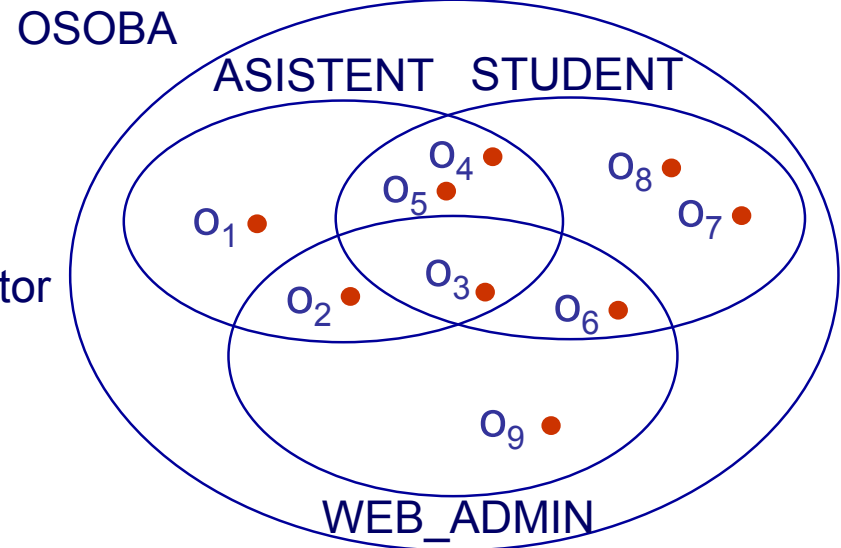 OSOBA
ASISTENT STUDENT
o₄
o₈
o₅
o₇
o₁
o₃
tor
o₂
o₆
o₉
WEB_ADMIN